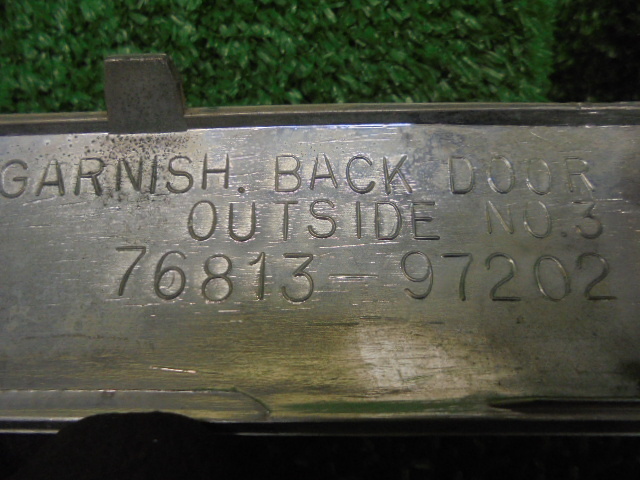 GARNISH. BACK DOOR
OUTSIDE NO.3
76813-97202